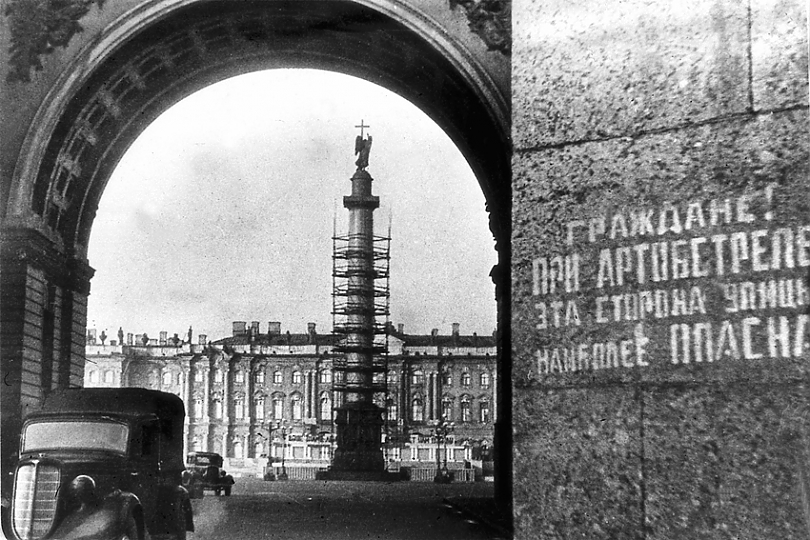 ГРАЖДАНЕ!
ПРИ АРТОБСТРЕЛЕ
ЭТА СТОРОНА УЛИЦЫ
НАИБОЛЕЕ ОПАСНА